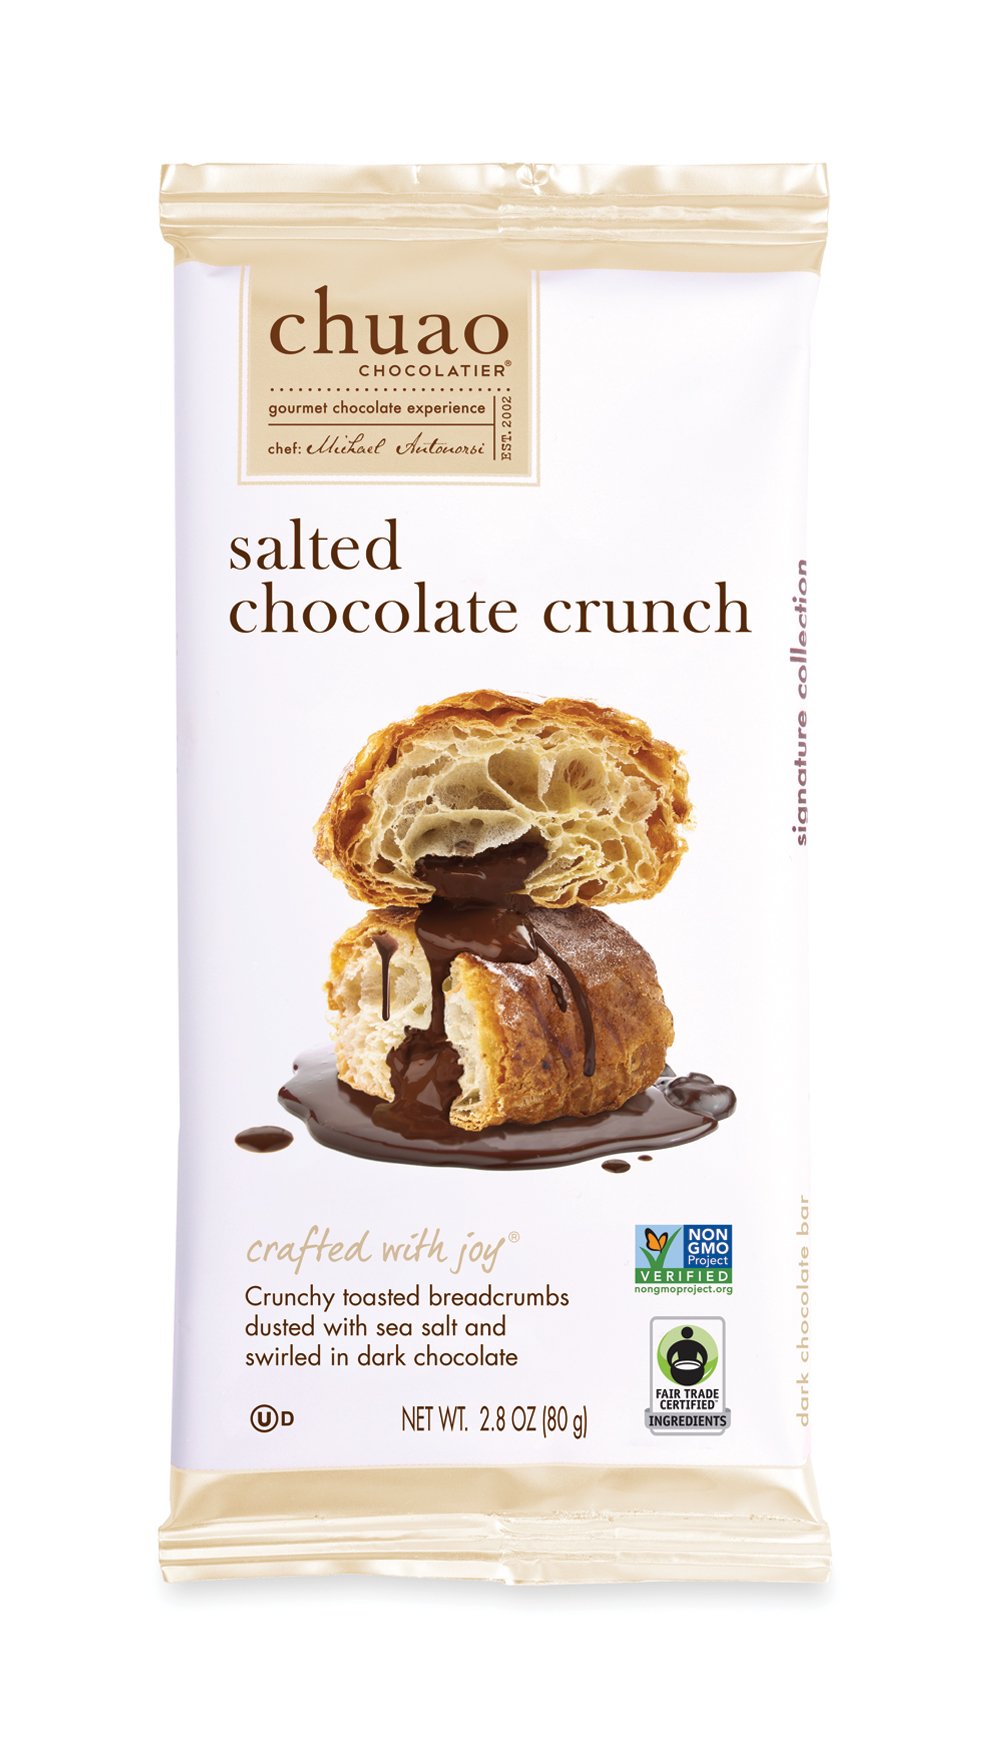 chuao
CHOCOLATIER®
gourmet chocolate experience
EST. 2002
chef: Michael Antonorsi
salted
chocolate crunch
signature collection
crafted with joy®
Crunchy toasted breadcrumbs
dusted with sea salt and
swirled in dark chocolate
U D
NET WT. 2.8 OZ (80 g)
NON
GMO
Project
VERIFIED
nongmoproject.org
FAIR TRADE
CERTIFIED
INGREDIENTS
dark chocolate bar